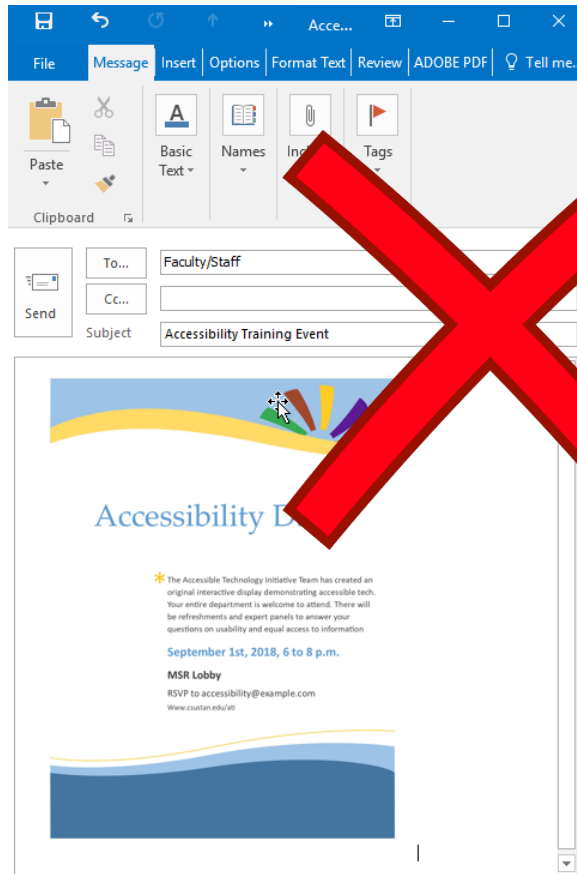 Acce...
File Message Insert Options Format Text Review ADOBE PDF Tell me..
Paste
Basic Text
Names
Tags
Clipboard
Send
To... Faculty/Staff
Cc...
Subject Accessibility Training Event
Accessibility
The Accessible Technology Initiative Team has created an
original interactive display demonstrating accessible tech.
Your entire department is welcome to attend. There will
be refreshments and expert panels to answer your
questions on usability and equal access to information
September 1st, 2018, 6 to 8 p.m.
MSR Lobby
RSVP to accessibility@example.com
Www.csustan.edu/ati